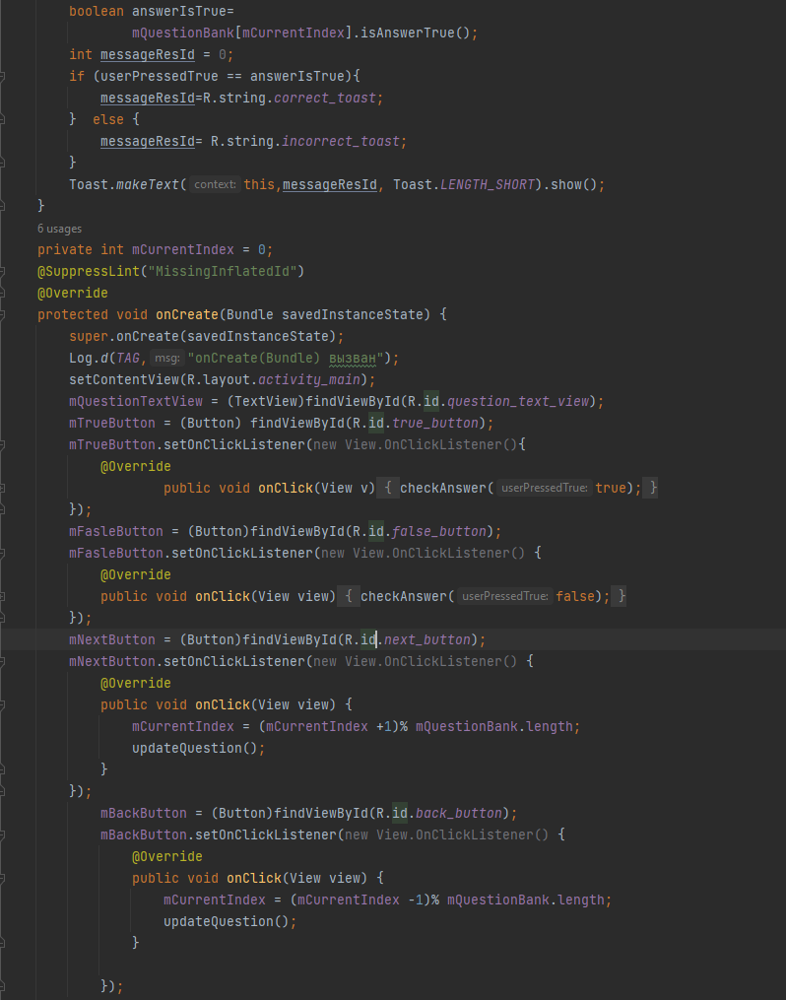 boolean answerIsTrue=
mQuestionBank[mCurrentIndex].isAnswerTrue();
int messageResId = 0;
if (userPressedTrue == answerIsTrue){
messageResId=R.string.correct_toast;
}  else {
messageResId= R.string.incorrect_toast;
}
Toast.makeText( context: this,messageResId, Toast.LENGTH_SHORT).show();
}
6 usages
private int mCurrentIndex = 0;
@SuppressLint("MissingInflatedId")
@Override
protected void onCreate(Bundle savedInstanceState) {
super.onCreate(savedInstanceState);
Log.d(TAG, msg: "onCreate(Bundle) вызван");
setContentView(R.layout.activity_main);
mQuestionTextView = (TextView)findViewById(R.id.question_text_view);
mTrueButton = (Button) findViewById(R.id.true_button);
mTrueButton.setOnClickListener(new View.OnClickListener(){
@Override
public void onClick(View v) { checkAnswer( userPressedTrue: true); }
});
mFasleButton = (Button)findViewById(R.id.false_button);
mFasleButton.setOnClickListener(new View.OnClickListener() {
@Override
public void onClick(View view) { checkAnswer( userPressedTrue: false); }
});
mNextButton = (Button)findViewById(R.id.next_button);
mNextButton.setOnClickListener(new View.OnClickListener() {
@Override
public void onClick(View view) {
mCurrentIndex = (mCurrentIndex +1)% mQuestionBank.length;
updateQuestion();
}
});
mBackButton = (Button)findViewById(R.id.back_button);
mBackButton.setOnClickListener(new View.OnClickListener() {
@Override
public void onClick(View view) {
mCurrentIndex = (mCurrentIndex -1)% mQuestionBank.length;
updateQuestion();
}
});